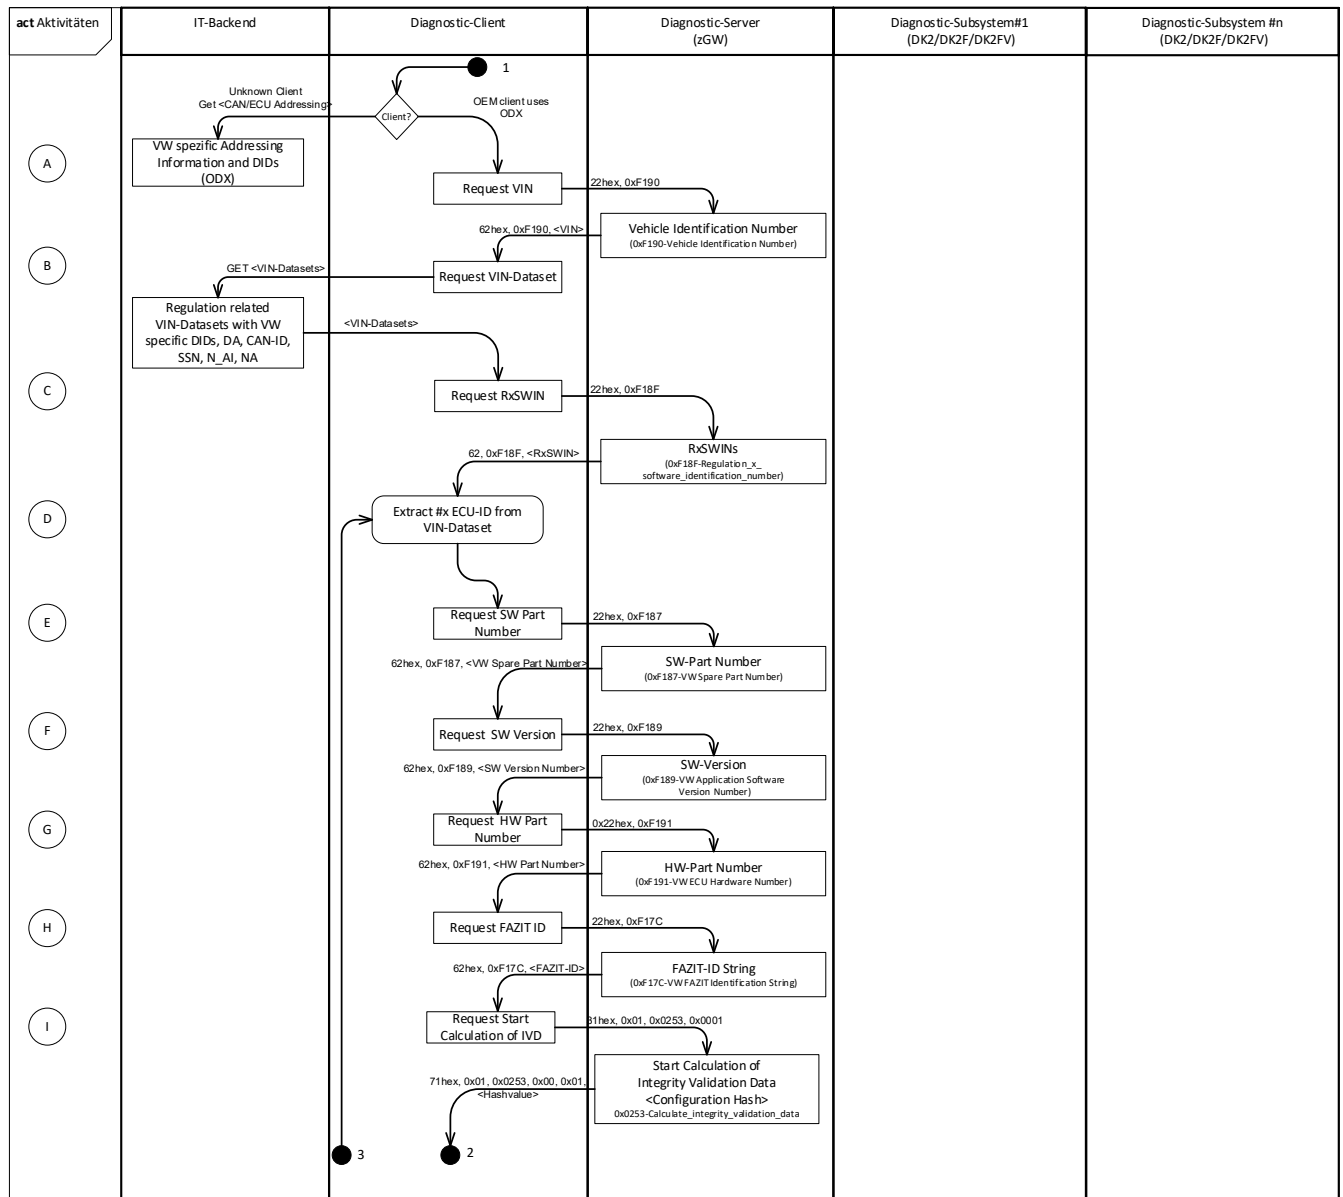 act Aktivitäten
IT-Backend
Diagnostic-Client
Diagnostic-Server
(zGW)
Diagnostic-Subsystem#1
(DK2/DK2F/DK2FV)
Diagnostic-Subsystem #n
(DK2/DK2F/DK2FV)
1
Unknown Client
Get <CAN/ECU Addressing>
Client?
OEM client uses
ODX
A
VW spezific Addressing
Information and DIDs
(ODX)
Request VIN
22hex, 0xF190
Vehicle Identification Number
(0xF190-Vehicle Identification Number)
62hex, 0xF190, <VIN>
B
Request VIN-Dataset
GET <VIN-Datasets>
Regulation related
VIN-Datasets with VW
specific DIDs, DA, CAN-ID,
SSN, N_AI, NA
<VIN-Datasets>
C
Request RxSWIN
22hex, 0xF18F
RxSWINs
(0xF18F-Regulation_x_
software_identification_number)
62, 0xF18F, <RxSWIN>
D
Extract #x ECU-ID from
VIN-Dataset
E
Request SW Part
Number
22hex, 0xF187
SW-Part Number
(0xF187-VW Spare Part Number)
62hex, 0xF187, <VW Spare Part Number>
F
Request SW Version
22hex, 0xF189
SW-Version
(0xF189-VW Application Software
Version Number)
62hex, 0xF189, <SW Version Number>
G
Request HW Part
Number
0x22hex, 0xF191
HW-Part Number
(0xF191-VW ECU Hardware Number)
62hex, 0xF191, <HW Part Number>
H
Request FAZIT ID
22hex, 0xF17C
FAZIT-ID String
(0xF17C-VW FAZIT Identification String)
62hex, 0xF17C, <FAZIT-ID>
I
Request Start
Calculation of IVD
31hex, 0x01, 0x0253, 0x0001
Start Calculation of
Integrity Validation Data
<Configuration Hash>
0x0253-Calculate_integrity_validation_data
71hex, 0x01, 0x0253, 0x00, 0x01,
<Hashvalue>
3
2